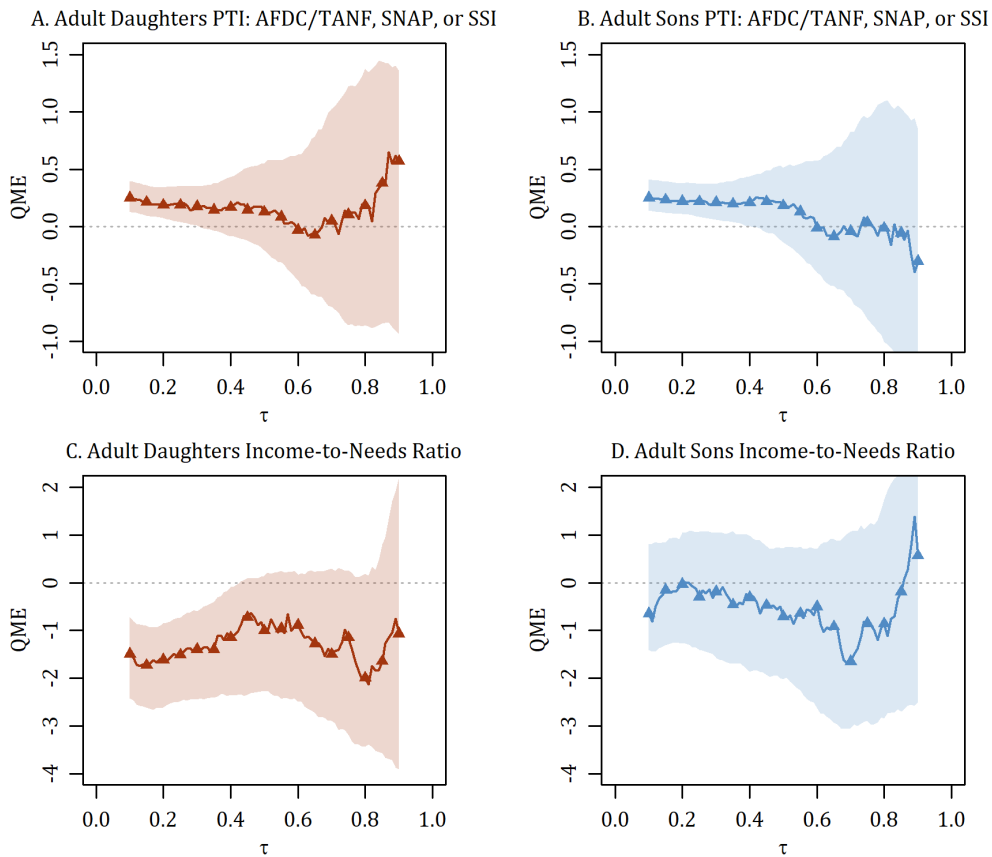 A. Adult Daughters PTI: AFDC/TANF, SNAP, or SSI
1.5
1.0
0.5
0.0
-0.5
-1.0
QME
0.0 0.2 0.4 0.6 0.8 1.0
τ
B. Adult Sons PTI: AFDC/TANF, SNAP, or SSI
1.5
1.0
0.5
0.0
-0.5
-1.0
QME
0.0 0.2 0.4 0.6 0.8 1.0
τ
C. Adult Daughters Income-to-Needs Ratio
2
1
0
-1
-2
-3
-4
QME
0.0 0.2 0.4 0.6 0.8 1.0
τ
D. Adult Sons Income-to-Needs Ratio
2
1
0
-1
-2
-3
-4
QME
0.0 0.2 0.4 0.6 0.8 1.0
τ